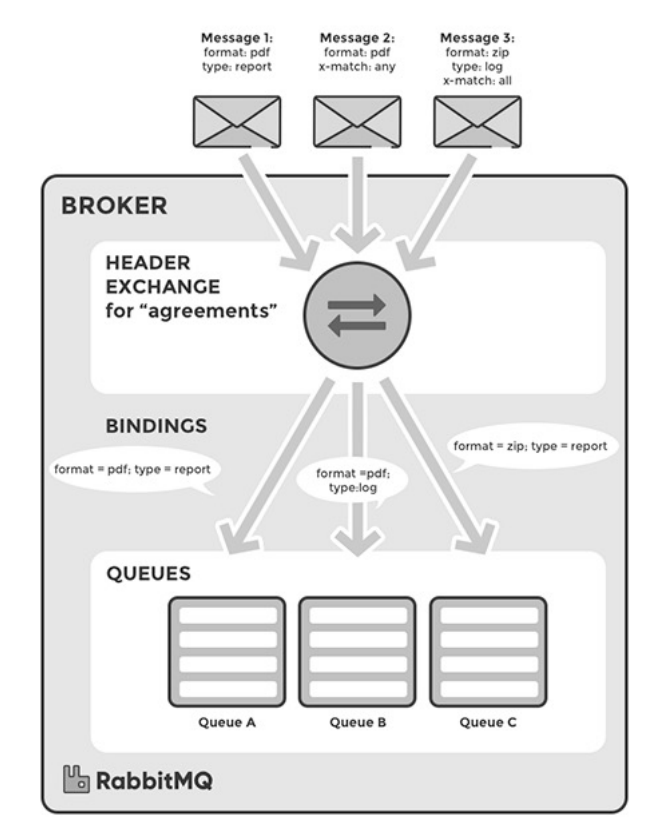 Message 1:
format: pdf
type: report
Message 2:
format: pdf
x-match: any
Message 3:
format: zip
type: log
x-match: all
BROKER
HEADER
EXCHANGE
for “agreements”
BINDINGS
format = pdf; type = report
format =pdf;
type:log
format = zip; type = report
QUEUES
Queue A
Queue B
Queue C
RabbitMQ